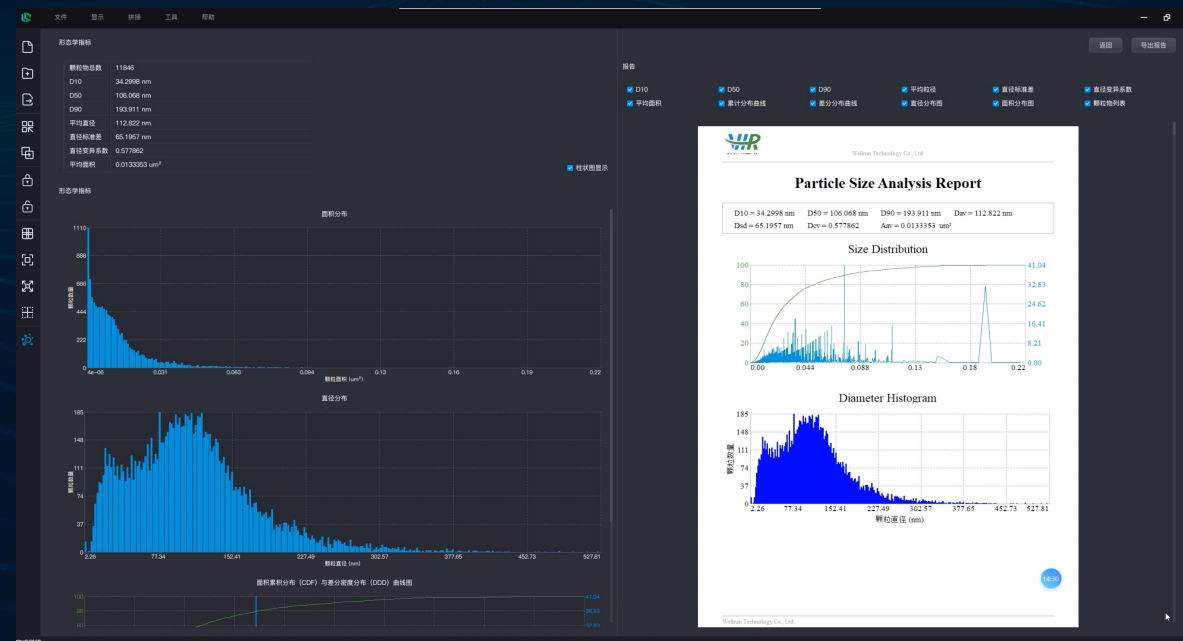 文件 显示 拼接 工具 帮助
形态学指标
颗粒物总数 11846
D10 34.2998 nm
D50 106.068 nm
D90 193.911 nm
平均直径 112.822 nm
直径标准差 65.1957 nm
直径变异系数 0.577862
平均面积 0.0133353 um²
柱状图显示
形态学指标
面积分布
1110
888
666
444
222
0
颗粒数量
4e-06 0.031 0.063 0.094 0.13 0.16 0.19 0.22
颗粒面积 (um²)
直径分布
185
148
111
74
37
0
颗粒数量
2.26 77.34 152.41 227.49 302.57 377.65 452.73 527.81
颗粒直径 (nm)
面积累积分布（CDF）与差分密度分布（DDD）曲线图
100 41.04
80
60
返回 导出报告
报告
D10 D50 D90 平均粒径 直径标准差 直径变异系数
平均面积 累计分布曲线 差分分布曲线 直径分布图 面积分布图 颗粒物列表
Wellrun Technology Co., Ltd.
Particle Size Analysis Report
D10 = 34.2998 nm D50 = 106.068 nm D90 = 193.911 nm Dav = 112.822 nm
Dsd = 65.1957 nm Dcv = 0.577862 Aav = 0.0133353 um²
Size Distribution
100 41.04
80 32.83
60 24.62
40 16.41
20 8.21
0 0.00
0.00 0.044 0.088 0.13 0.18 0.22
Diameter Histogram
185
148
111
74
37
0
颗粒数量
2.26 77.34 152.41 227.49 302.57 377.65 452.73 527.81
颗粒直径 (nm)
14:30
Wellrun Technology Co., Ltd.